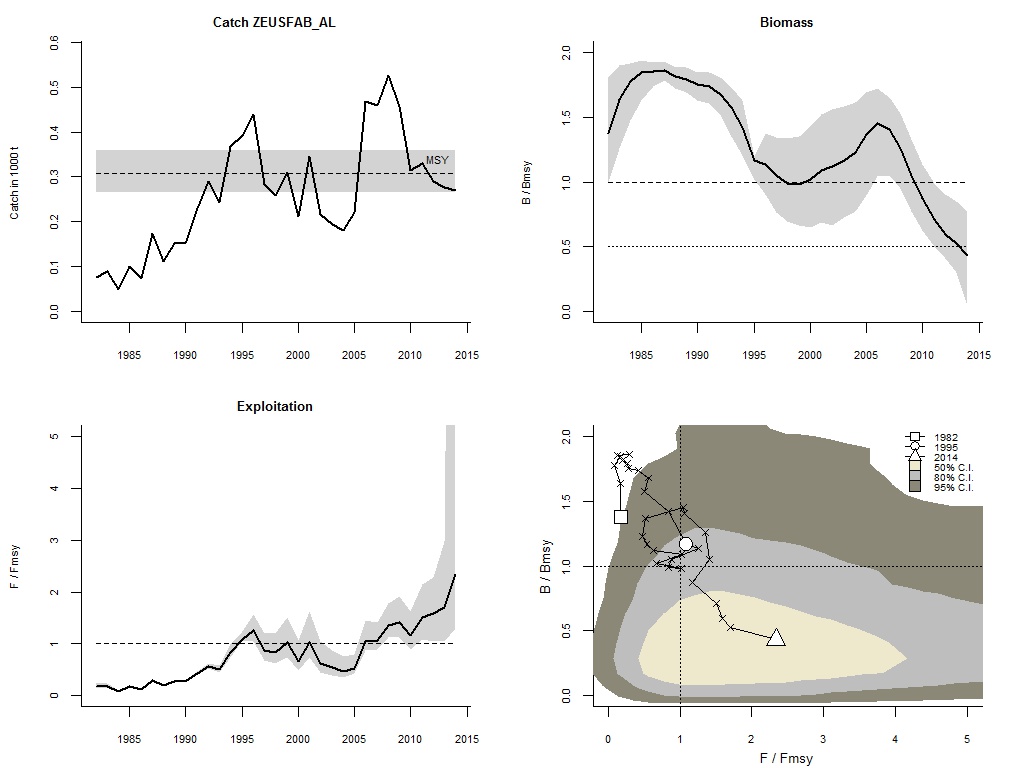 Catch ZEUSFAB_AL
Catch in 1000 t
0.6
0.5
0.4
0.3
0.2
0.1
0.0
MSY
1985 1990 1995 2000 2005 2010 2015
Biomass
B / Bmsy
2.0
1.5
1.0
0.5
0.0
1985 1990 1995 2000 2005 2010 2015
Exploitation
F / Fmsy
5
4
3
2
1
0
1985 1990 1995 2000 2005 2010 2015
B / Bmsy
2.0
1.5
1.0
0.5
0.0
1982
1995
2014
50% C.I.
80% C.I.
95% C.I.
0 1 2 3 4 5
F / Fmsy